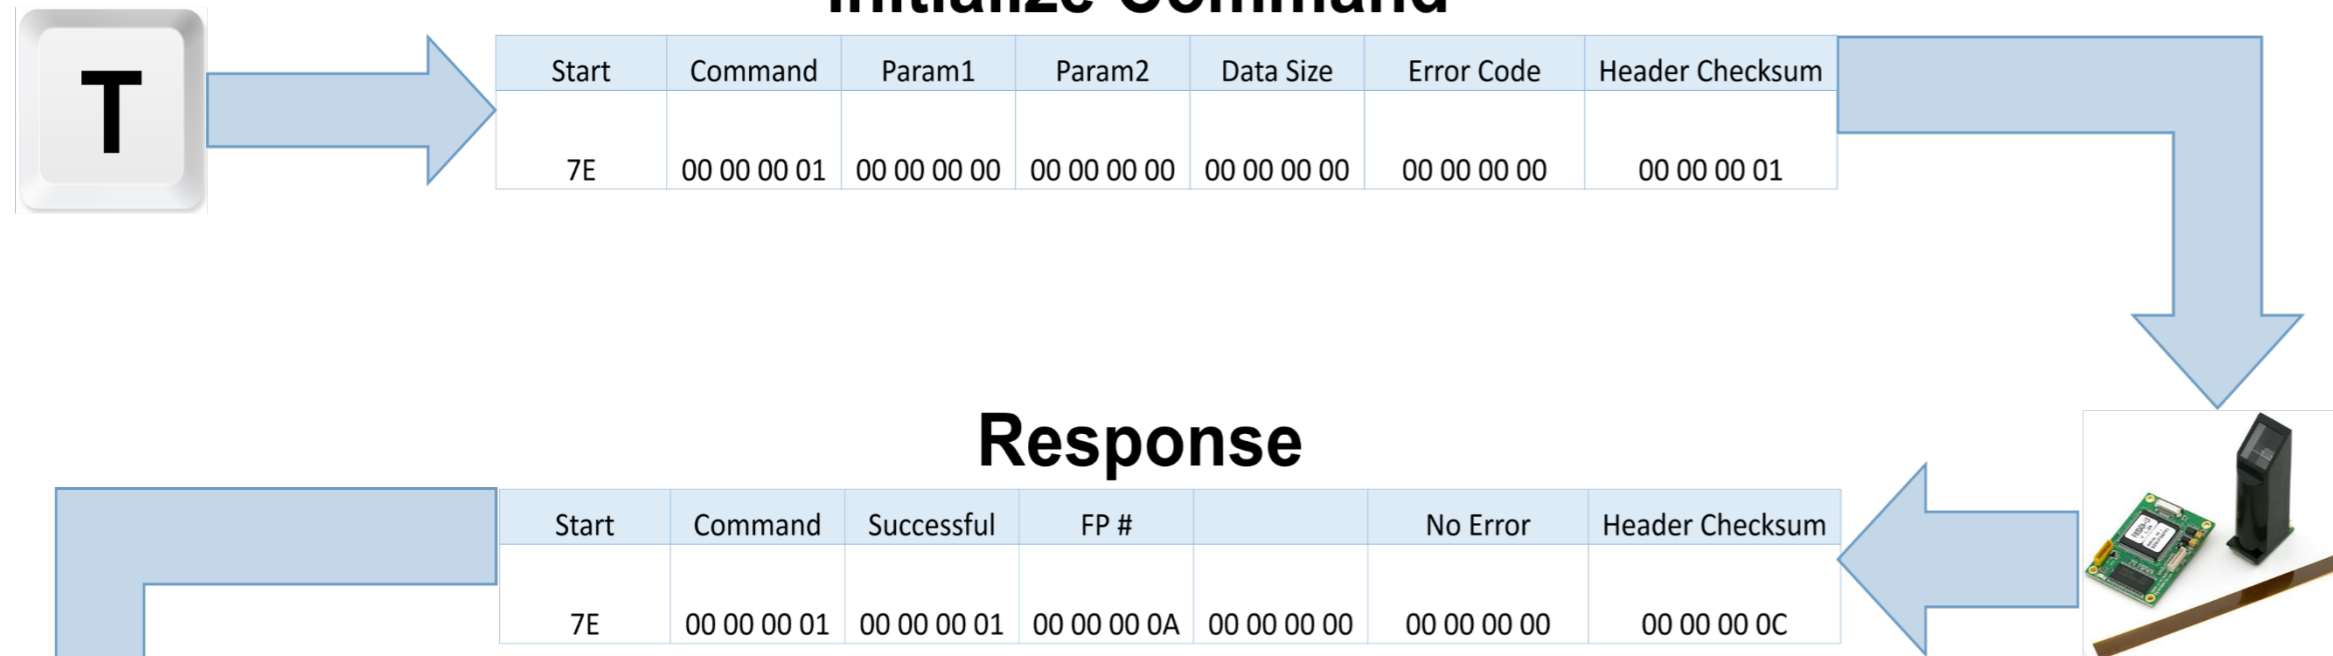 Initialize Command
T
Start Command Param1 Param2 Data Size Error Code Header Checksum
7E 00 00 00 01 00 00 00 00 00 00 00 00 00 00 00 00 00 00 00 00 00 00 00 01
Response
Start Command Successful FP # No Error Header Checksum
7E 00 00 00 01 00 00 00 01 00 00 00 0A 00 00 00 00 00 00 00 00 00 00 00 0C